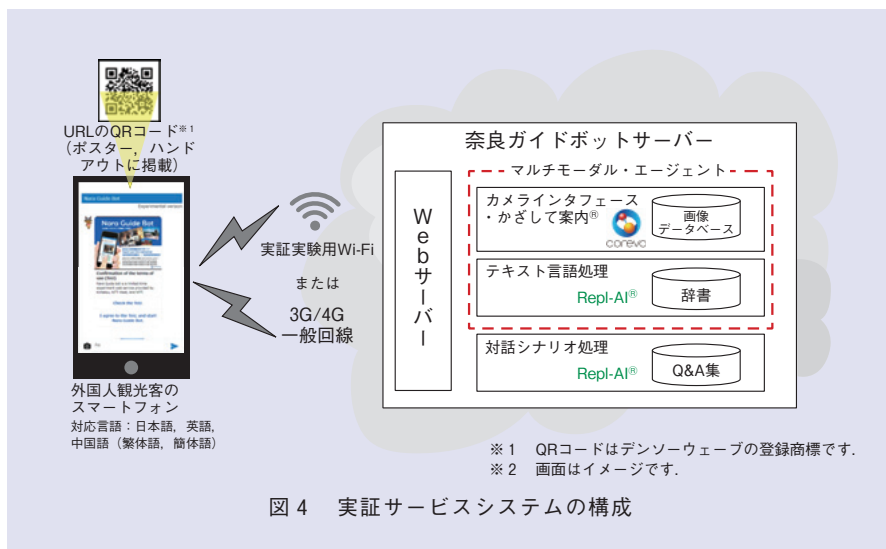 URLのQRコード※1
(ポスター，ハンド
アウトに掲載)
Nara Guide Bot
Experimental version
Nara Guide Bot
Confirmation of the terms of
use (ToS)
Check the ToS
I agree to the ToS, and start
Nara Guide Bot
外国人観光客の
スマートフォン
対応言語：日本語，英語，
中国語（繁体語，簡体語）
実証実験用Wi-Fi
または
3G/4G
一般回線
奈良ガイドボットサーバー
Webサーバー
マルチモーダル・エージェント
カメラインタフェース
・かざして案内®
corevo
画像
データベース
テキスト言語処理
Repl-AI®
辞書
対話シナリオ処理
Repl-AI®
Q&A集
※1　QRコードはデンソーウェーブの登録商標です．
※2　画面はイメージです．
図4　実証サービスシステムの構成